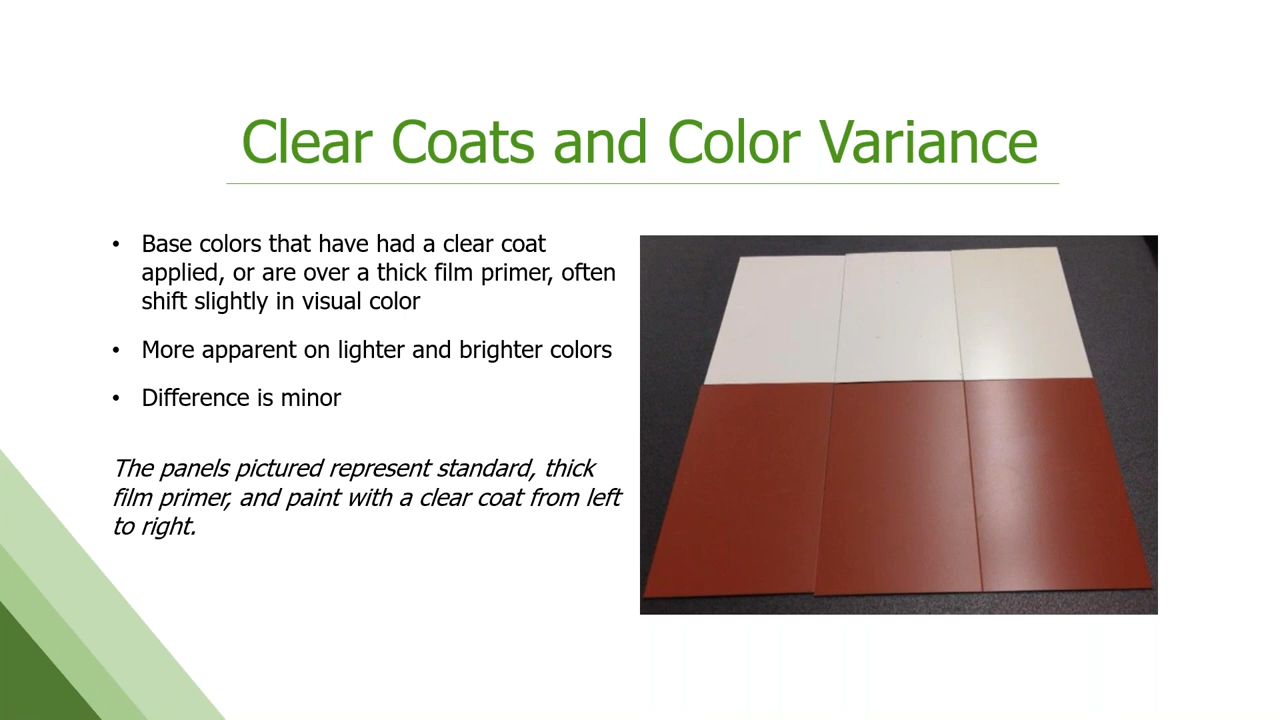 Clear Coats and Color Variance
• Base colors that have had a clear coat
applied, or are over a thick film primer, often
shift slightly in visual color
• More apparent on lighter and brighter colors
• Difference is minor
The panels pictured represent standard, thick
film primer, and paint with a clear coat from left
to right.